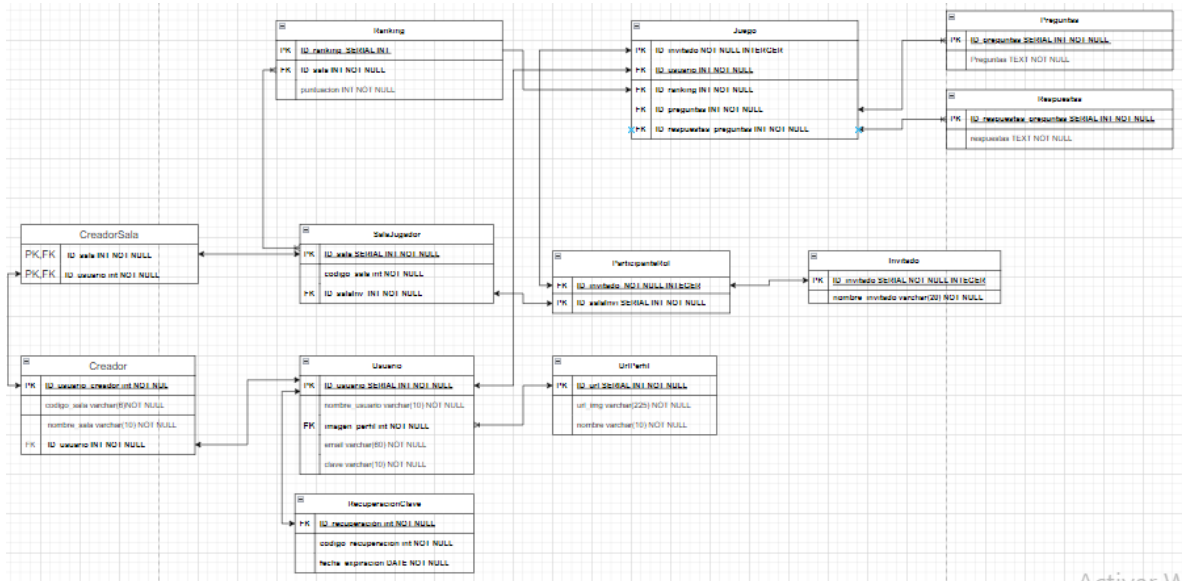 Ranking
PK ID_ranking SERIAL INT
FK ID_sala INT NOT NULL
puntuacion INT NOT NULL
Juego
PK ID_invitado NOT NULL INTERGER
FK ID_usuario INT NOT NULL
FK ID_ranking INT NOT NULL
FK ID_preguntas INT NOT NULL
FK ID_respuestas_preguntas INT NOT NULL
Preguntas
PK ID_preguntas SERIAL INT NOT NULL
Preguntas TEXT NOT NULL
Respuestas
PK ID_respuestas_preguntas SERIAL INT NOT NULL
respuestas TEXT NOT NULL
CreadorSala
PK,FK ID_sala INT NOT NULL
PK,FK ID_usuario int NOT NULL
SalaJugador
PK ID_sala SERIAL INT NOT NULL
codigo_sala int NOT NULL
FK ID_salaInv INT NOT NULL
ParticipanteRol
FK ID_invitado NOT NULL INTEGER
PK ID_salaInv SERIAL INT NOT NULL
Invitado
PK ID_invitado SERIAL NOT NULL INTEGER
nombre_invitado varchar(20) NOT NULL
Creador
PK ID_usuario_creador int NOT NUL
codigo_sala varchar(6)NOT NULL
nombre_sala varchar(10) NOT NULL
FK ID_usuario INT NOT NULL
Usuario
PK ID_usuario SERIAL INT NOT NULL
nombre_usuario varchar(10) NOT NULL
FK imagen_perfil int NOT NULL
email varchar(60) NOT NULL
clave varchar(10) NOT NULL
UrlPerfil
PK ID_url SERIAL INT NOT NULL
url_img varchar(225) NOT NULL
nombre varchar(10) NOT NULL
RecuperacionClave
FK ID_recuperación int NOT NULL
codigo_recuperacion int NOT NULL
fecha_expiracion DATE NOT NULL